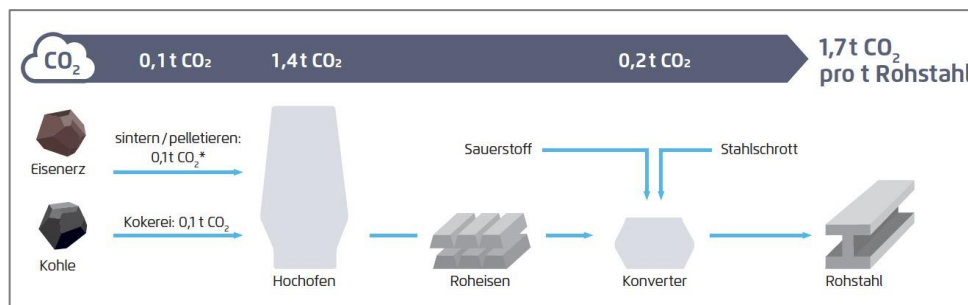 CO₂
0,1 t CO₂
1,4 t CO₂
0,2 t CO₂
1,7 t CO₂
pro t Rohstahl
sintern / pelletieren:
0,1 t CO₂*
Eisenerz
Kokerei: 0,1 t CO₂
Kohle
Hochofen
Roheisen
Sauerstoff
Stahlschrott
Konverter
Rohstahl